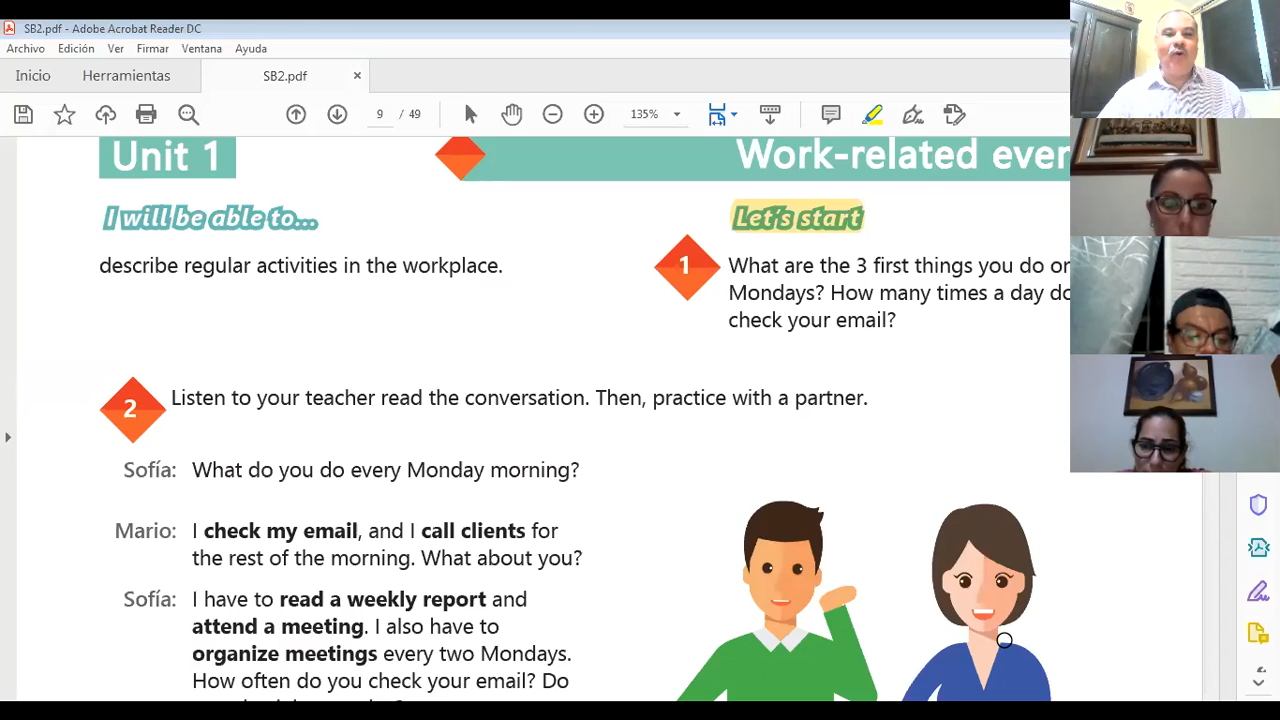 SB2.pdf - Adobe Acrobat Reader DC
Archivo Edición Ver Firmar Ventana Ayuda
Inicio Herramientas SB2.pdf ×
9 / 49 135%
Unit 1
Work-related
I will be able to...
Let's start
describe regular activities in the workplace.
1 What are the 3 first things you do
Mondays? How many times a day
check your email?
2 Listen to your teacher read the conversation. Then, practice with a partner.
Sofía: What do you do every Monday morning?
Mario: I check my email, and I call clients for
the rest of the morning. What about you?
Sofía: I have to read a weekly report and
attend a meeting. I also have to
organize meetings every two Mondays.
How often do you check your email? Do